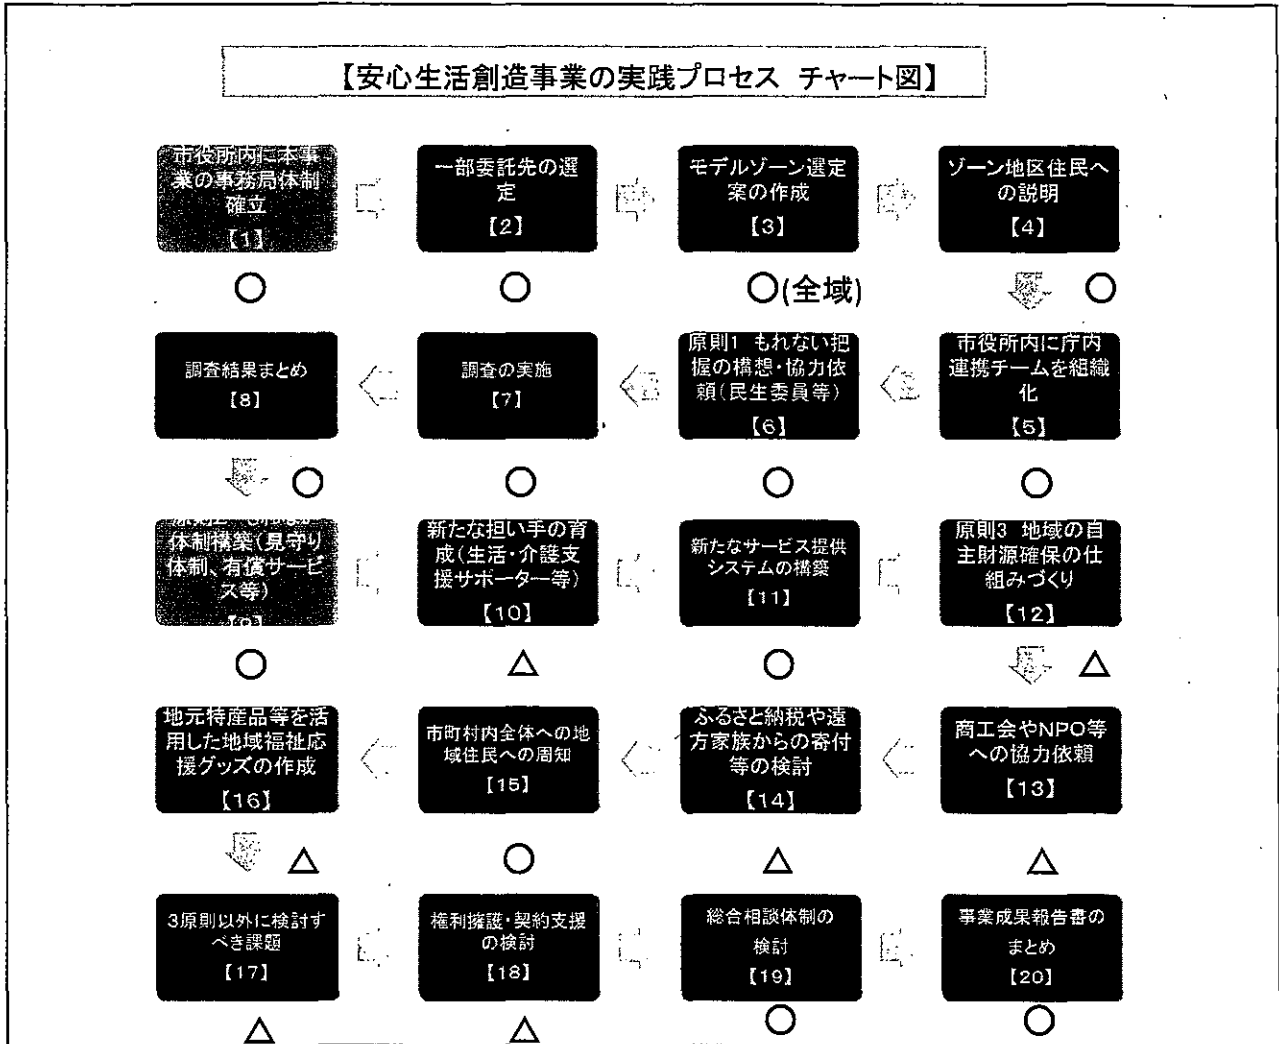 【安心生活創造事業の実践プロセス チャート図】
市役所内に本事
業の事務局体制
確立
【1】
一部委託先の選
定
【2】
モデルゾーン選定
案の作成
【3】
ゾーン地区住民へ
の説明
【4】
○
○
○(全域)
○
調査結果まとめ
【8】
調査の実施
【7】
原則1 もれない把
握の構想・協力依
頼(民生委員等)
【6】
市役所内に庁内
連携チームを組織
化
【5】
○
○
○
○
体制構築(見守り
体制、有償サービ
ス等)
【9】
新たな担い手の育
成(生活・介護支
援サポーター等)
【10】
新たなサービス提供
システムの構築
【11】
原則3 地域の自
主財源確保の仕
組みづくり
【12】
○
△
○
△
地元特産品等を活
用した地域福祉応
援グッズの作成
【16】
市町村内全体への地
域住民への周知
【15】
ふるさと納税や遠
方家族からの寄付
等の検討
【14】
商工会やNPO等
への協力依頼
【13】
△
○
△
△
3原則以外に検討す
べき課題
【17】
権利擁護・契約支援
の検討
【18】
総合相談体制の
検討
【19】
事業成果報告書の
まとめ
【20】
△
△
○
○